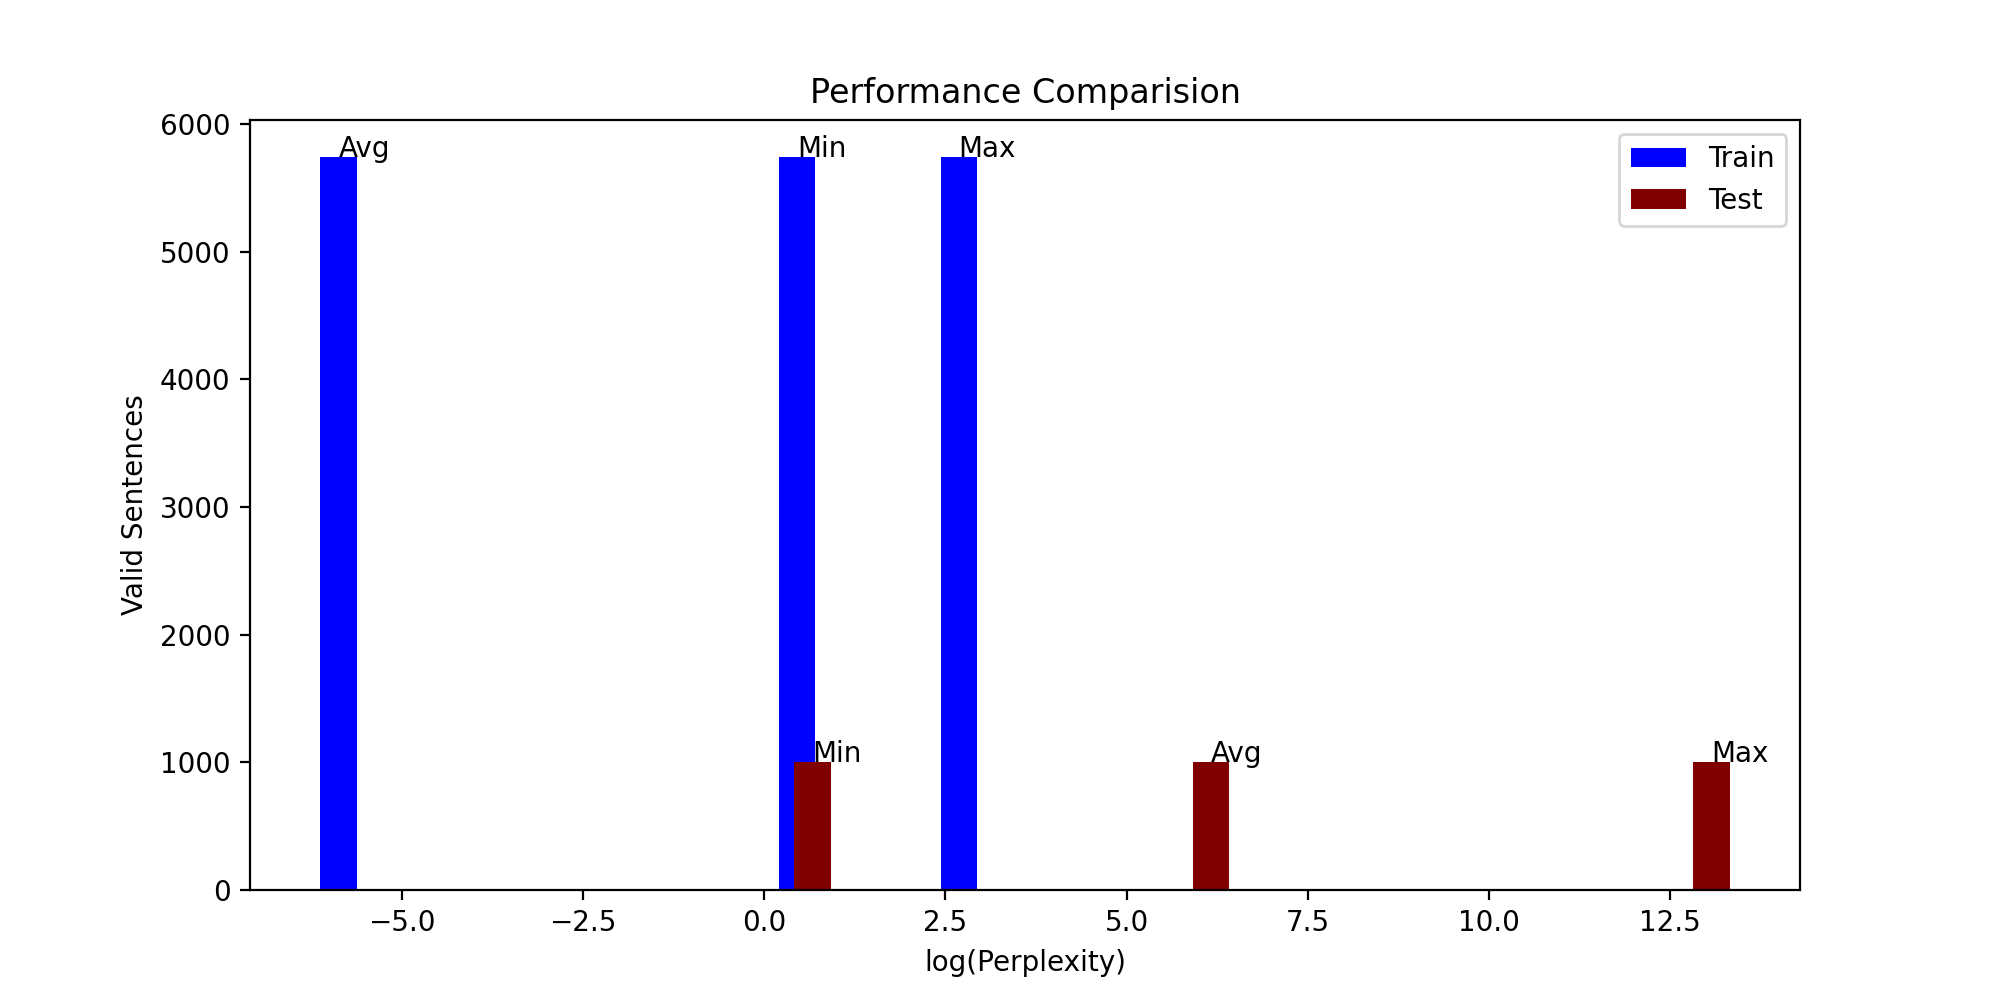 Performance Comparision
6000
5000
4000
3000
2000
1000
0
Valid Sentences
Avg
Min
Max
Min
Avg
Max
Train
Test
−5.0
−2.5
0.0
2.5
5.0
7.5
10.0
12.5
log(Perplexity)